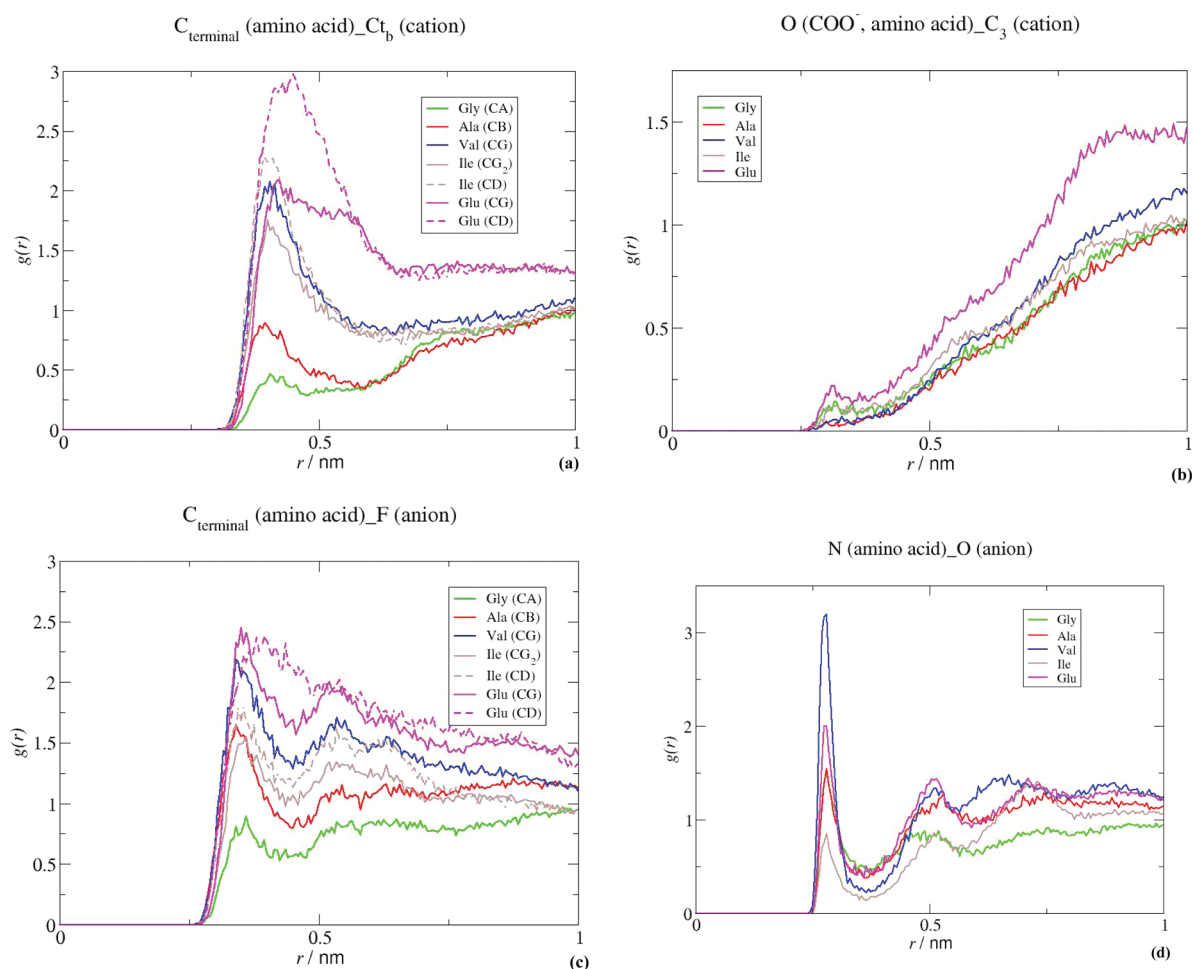 C_terminal (amino acid)_Ct_b (cation)
g(r)
3
2.5
2
1.5
1
0.5
0
Gly (CA)
Ala (CB)
Val (CG)
Ile (CG_2)
Ile (CD)
Glu (CG)
Glu (CD)
0
0.5
1
r / nm
(a)
O (COO^-, amino acid)_C_3 (cation)
g(r)
1.5
1
0.5
0
Gly
Ala
Val
Ile
Glu
0
0.5
1
r / nm
(b)
C_terminal (amino acid)_F (anion)
g(r)
3
2.5
2
1.5
1
0.5
0
Gly (CA)
Ala (CB)
Val (CG)
Ile (CG_2)
Ile (CD)
Glu (CG)
Glu (CD)
0
0.5
1
r / nm
(c)
N (amino acid)_O (anion)
g(r)
3
2
1
0
Gly
Ala
Val
Ile
Glu
0
0.5
1
r / nm
(d)